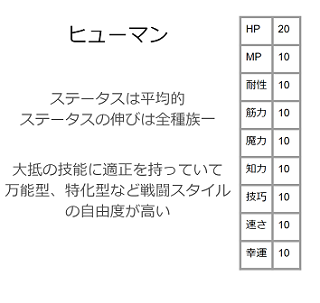 ヒューマン
ステータスは平均的
ステータスの伸びは全種族一
大抵の技能に適正を持っていて
万能型、特化型など戦闘スタイル
の自由度が高い
HP 20
MP 10
耐性 10
筋力 10
魔力 10
知力 10
技巧 10
速さ 10
幸運 10